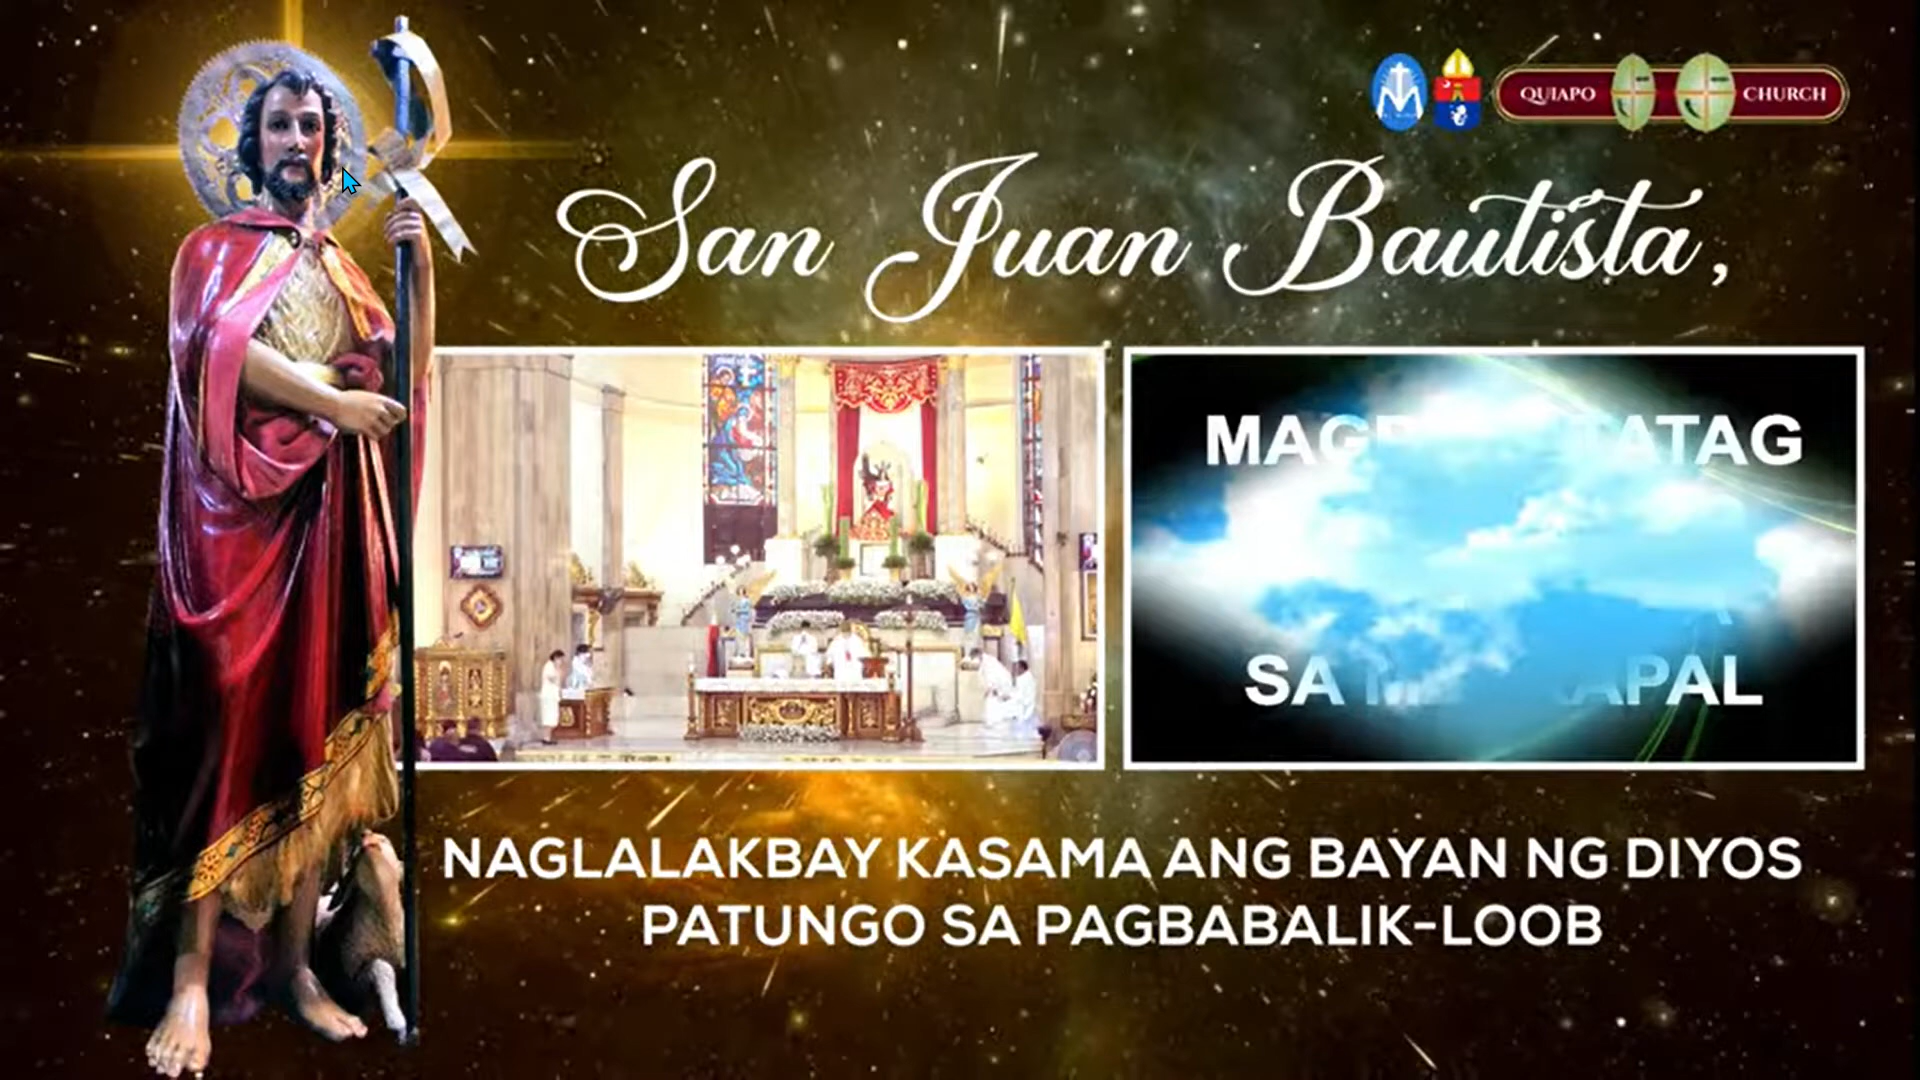 QUIAPO CHURCH
San Juan Bautista,
SA
NAGLALAKBAY KASAMA ANG BAYAN NG DIYOS
PATUNGO SA PAGBABALIK-LOOB